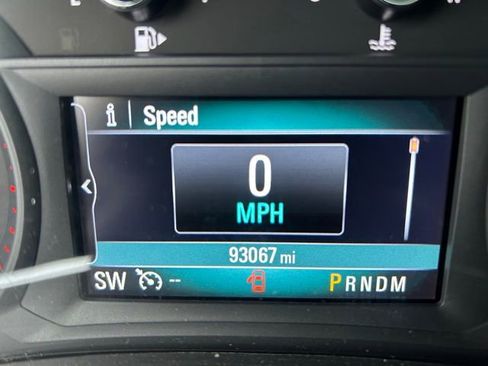 i Speed
0
MPH
93067 mi
SW -- PRNDM